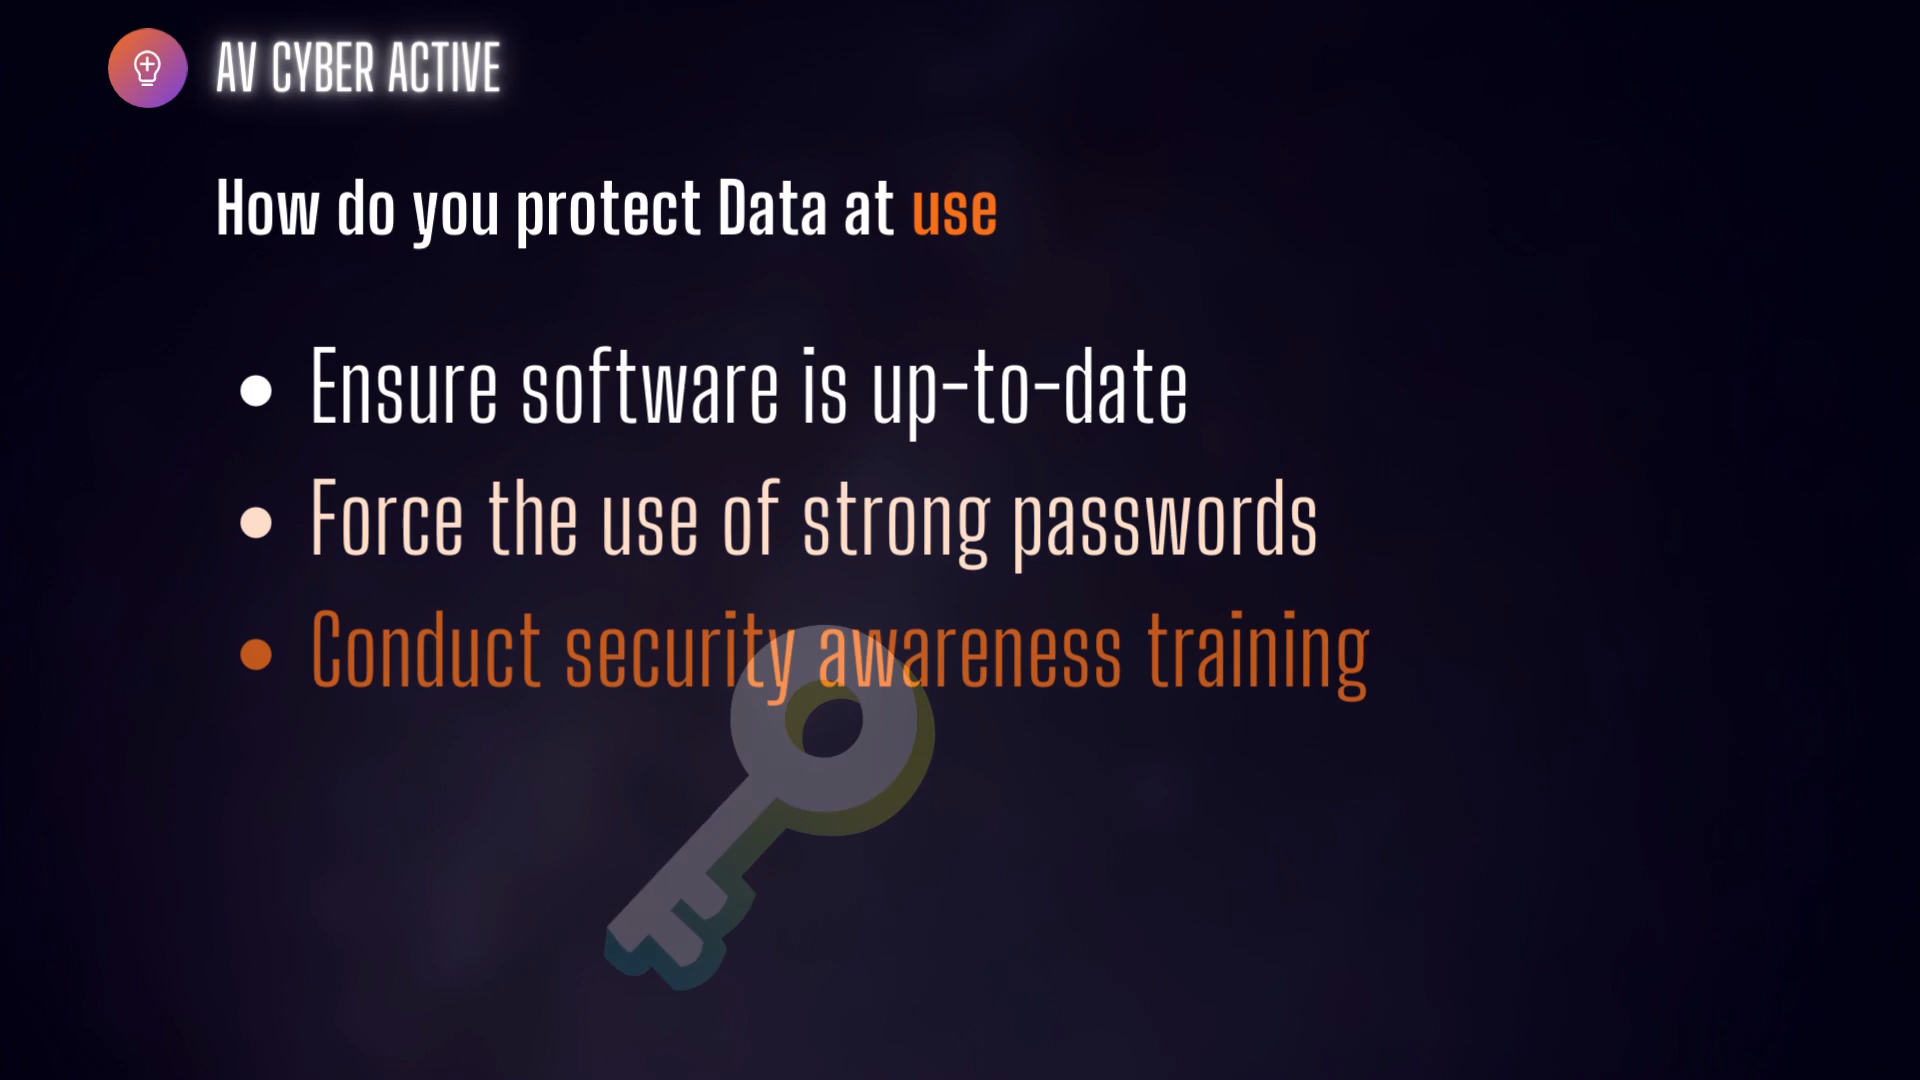 AV CYBER ACTIVE
How do you protect Data at use
• Ensure software is up-to-date
• Force the use of strong passwords
• Conduct security awareness training